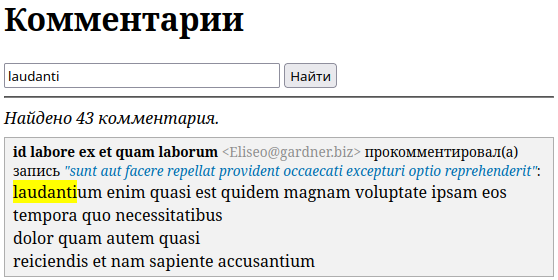 Комментарии
laudanti
Найти
Найдено 43 комментария.
id labore ex et quam laborum <Eliseo@gardner.biz> прокомментировал(а)
запись "sunt aut facere repellat provident occaecati excepturi optio reprehenderit":
laudantium enim quasi est quidem magnam voluptate ipsam eos
tempora quo necessitatibus
dolor quam autem quasi
reiciendis et nam sapiente accusantium